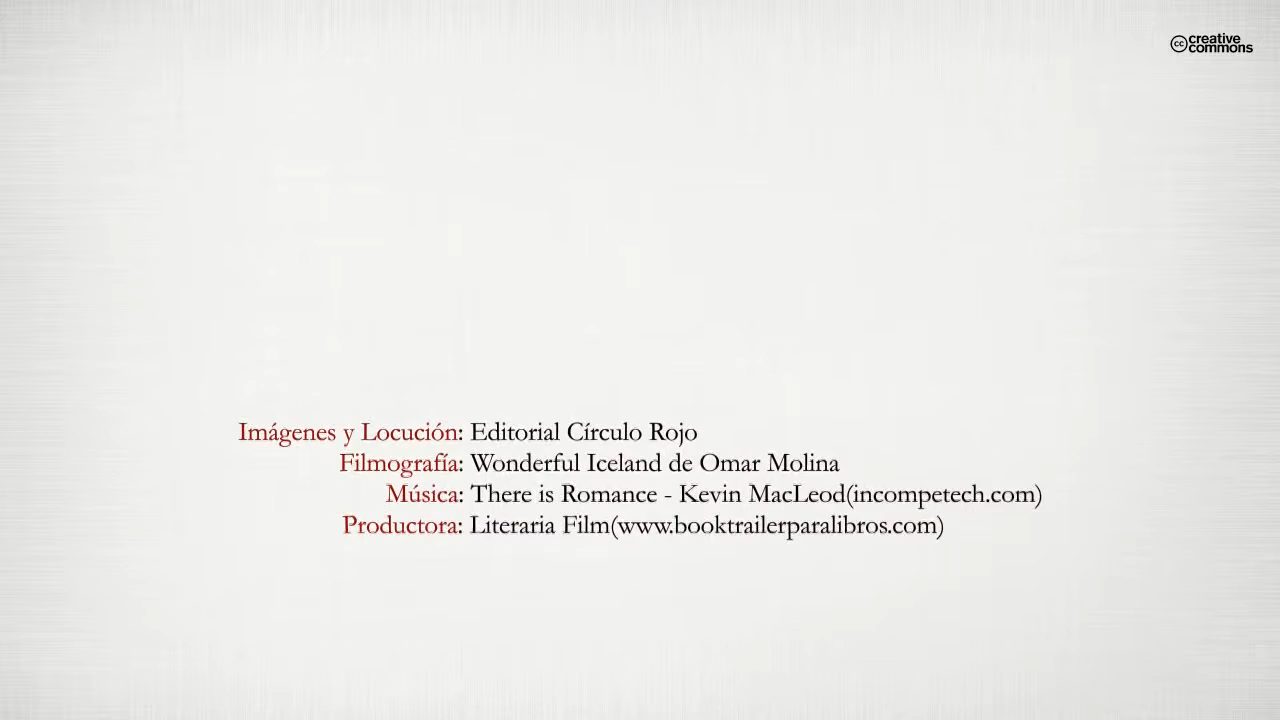 cc creative
commons
Imágenes y Locución: Editorial Círculo Rojo
Filmografía: Wonderful Iceland de Omar Molina
Música: There is Romance - Kevin MacLeod(incompetech.com)
Productora: Literaria Film(www.booktrailerparalibros.com)